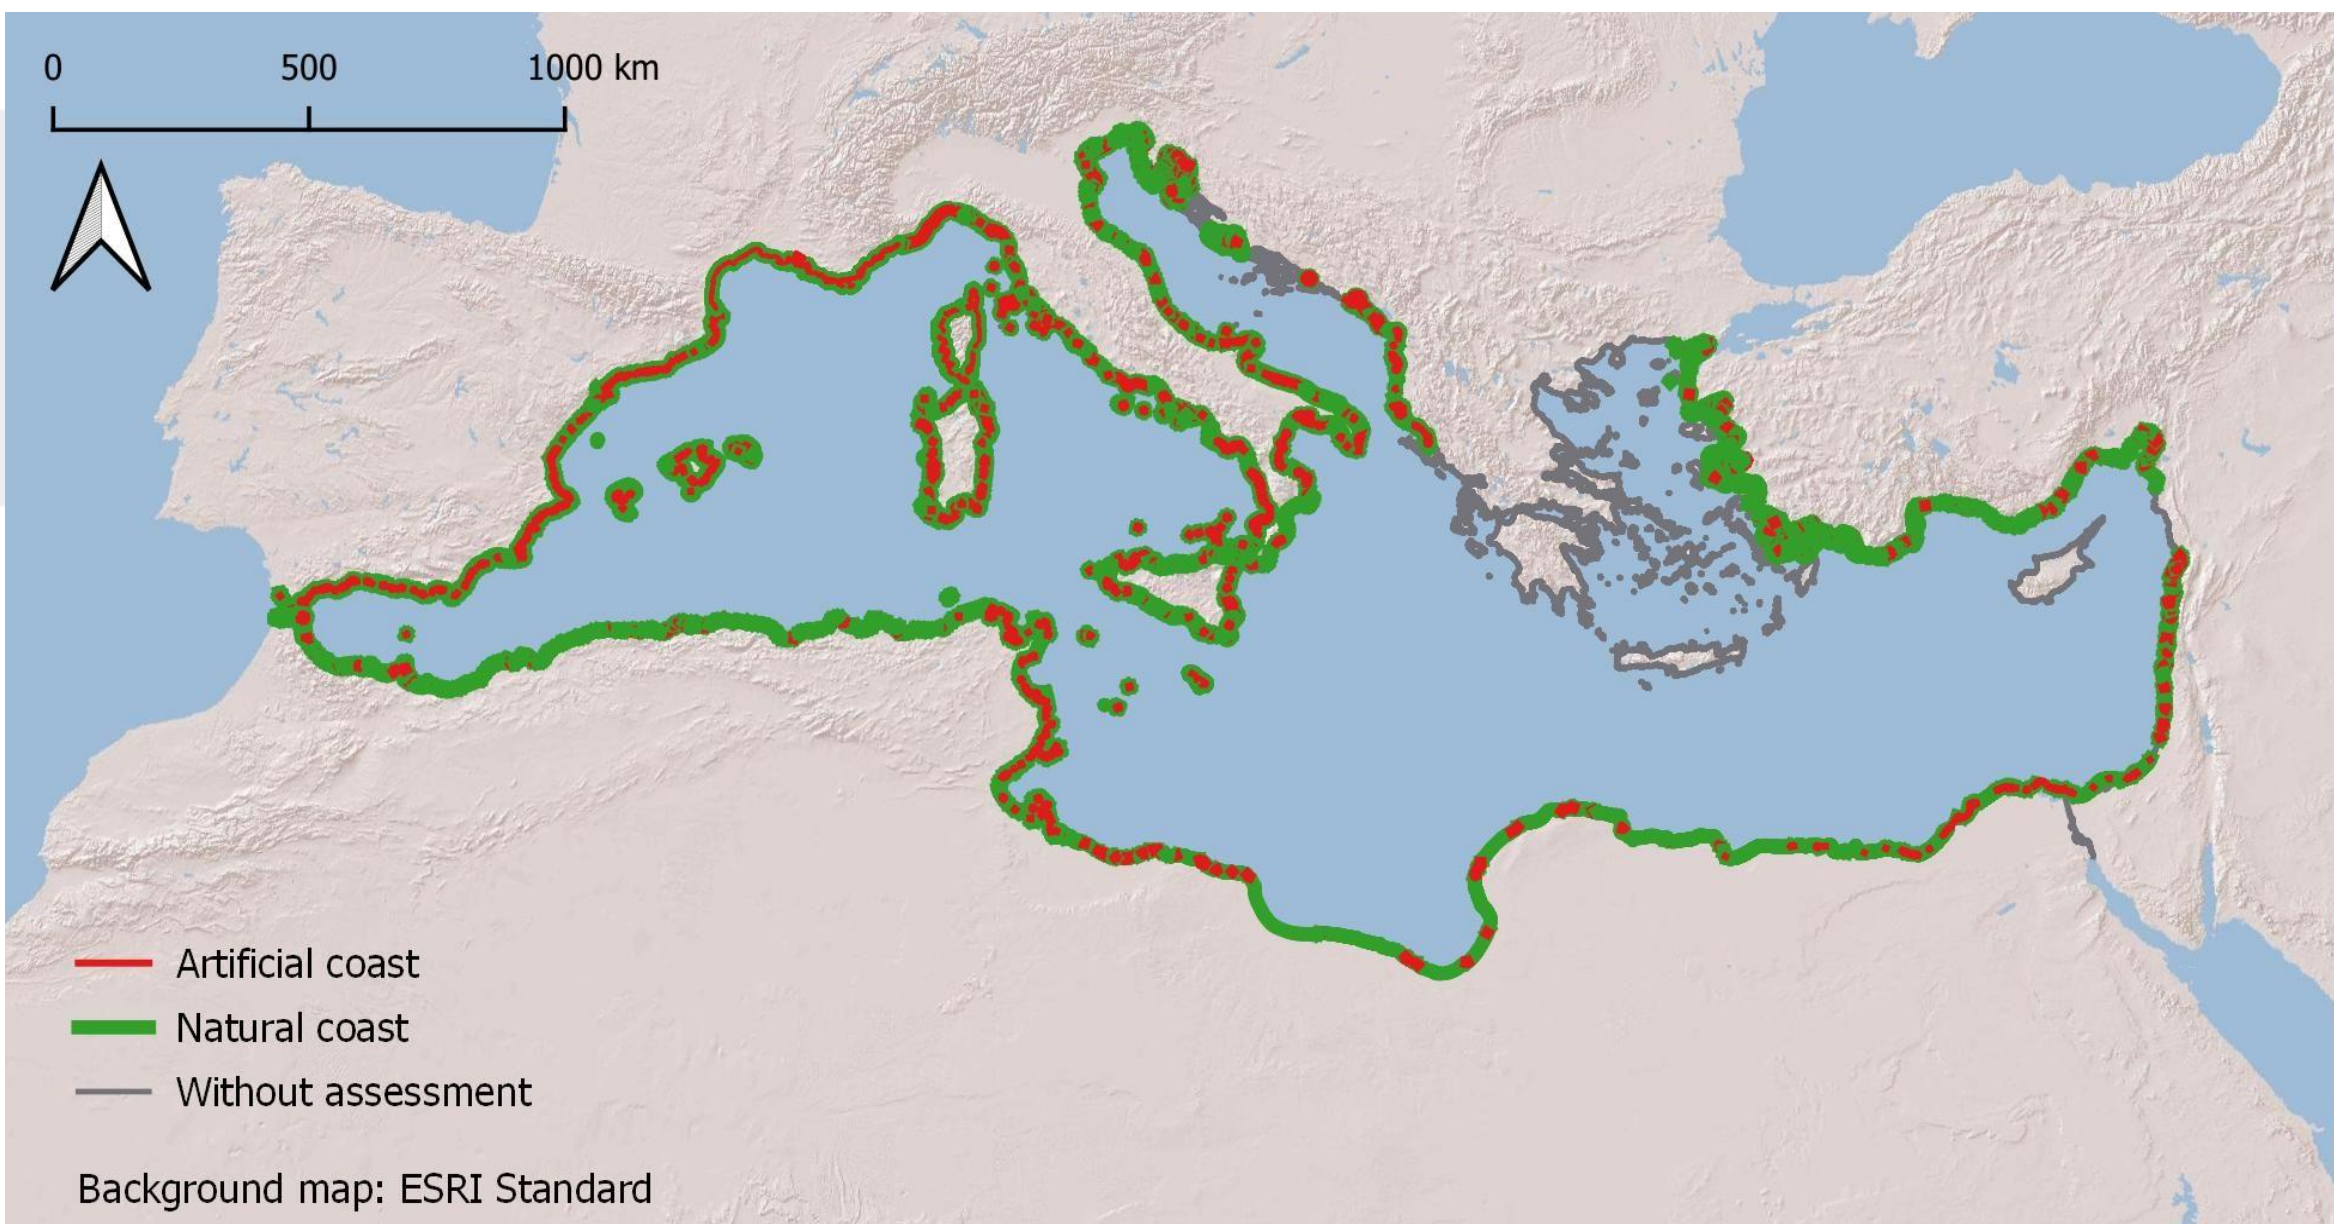 0 500 1000 km
Artificial coast
Natural coast
Without assessment
Background map: ESRI Standard